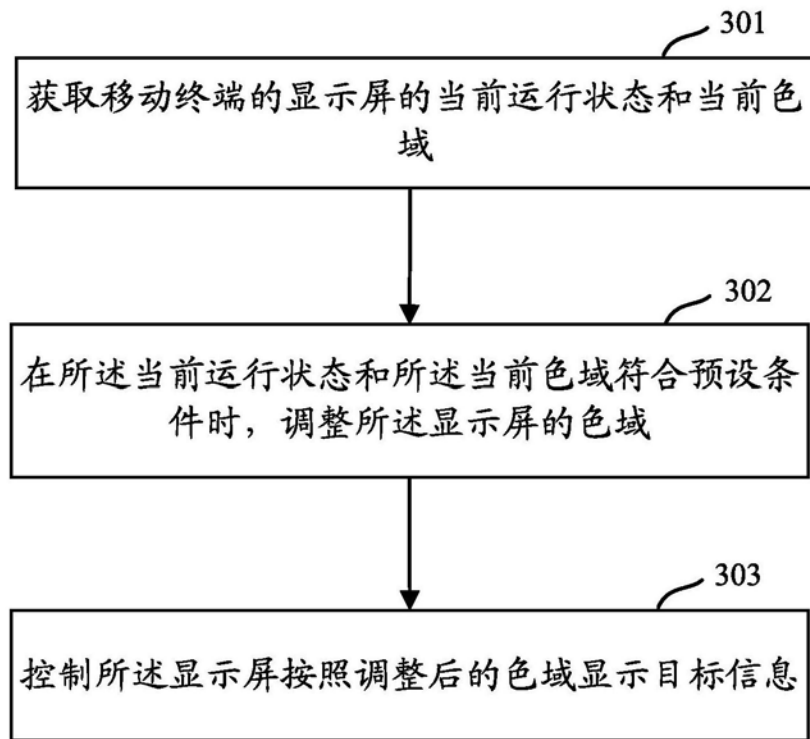 301
获取移动终端的显示屏的当前运行状态和当前色
域
302
在所述当前运行状态和所述当前色域符合预设条
件时，调整所述显示屏的色域
303
控制所述显示屏按照调整后的色域显示目标信息